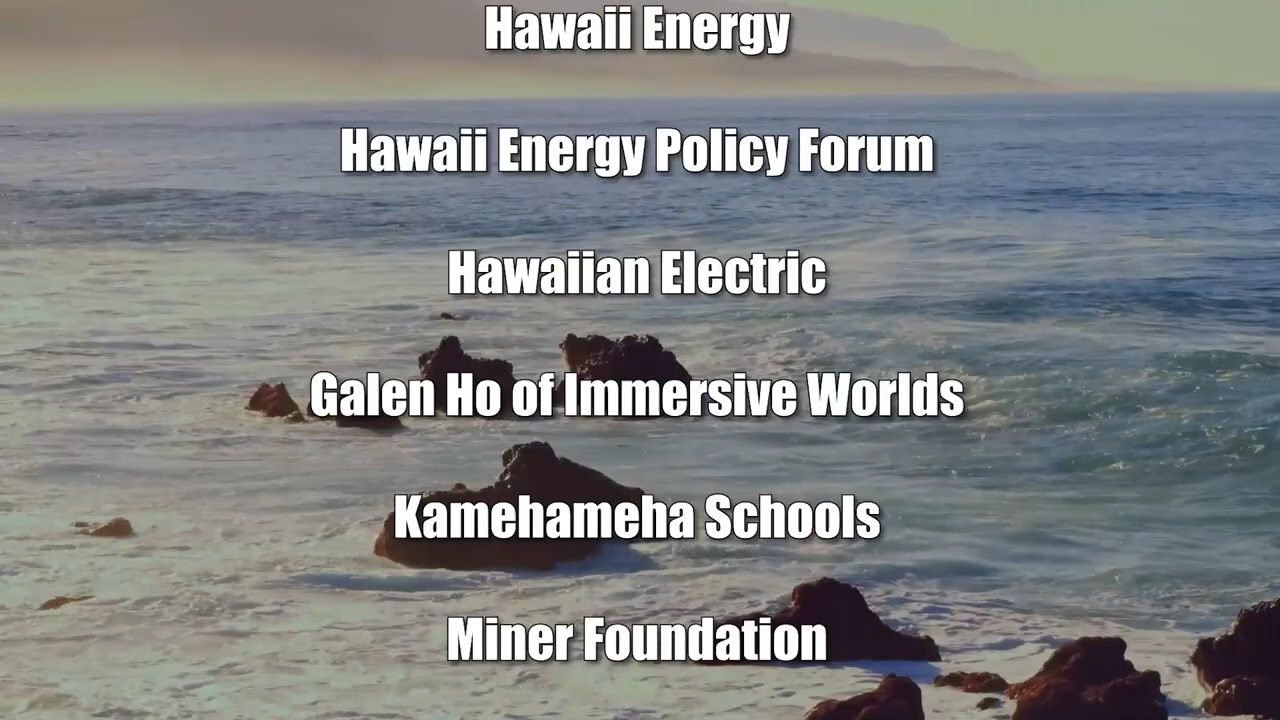 Hawaii Energy
Hawaii Energy Policy Forum
Hawaiian Electric
Galen Ho of Immersive Worlds
Kamehameha Schools
Miner Foundation